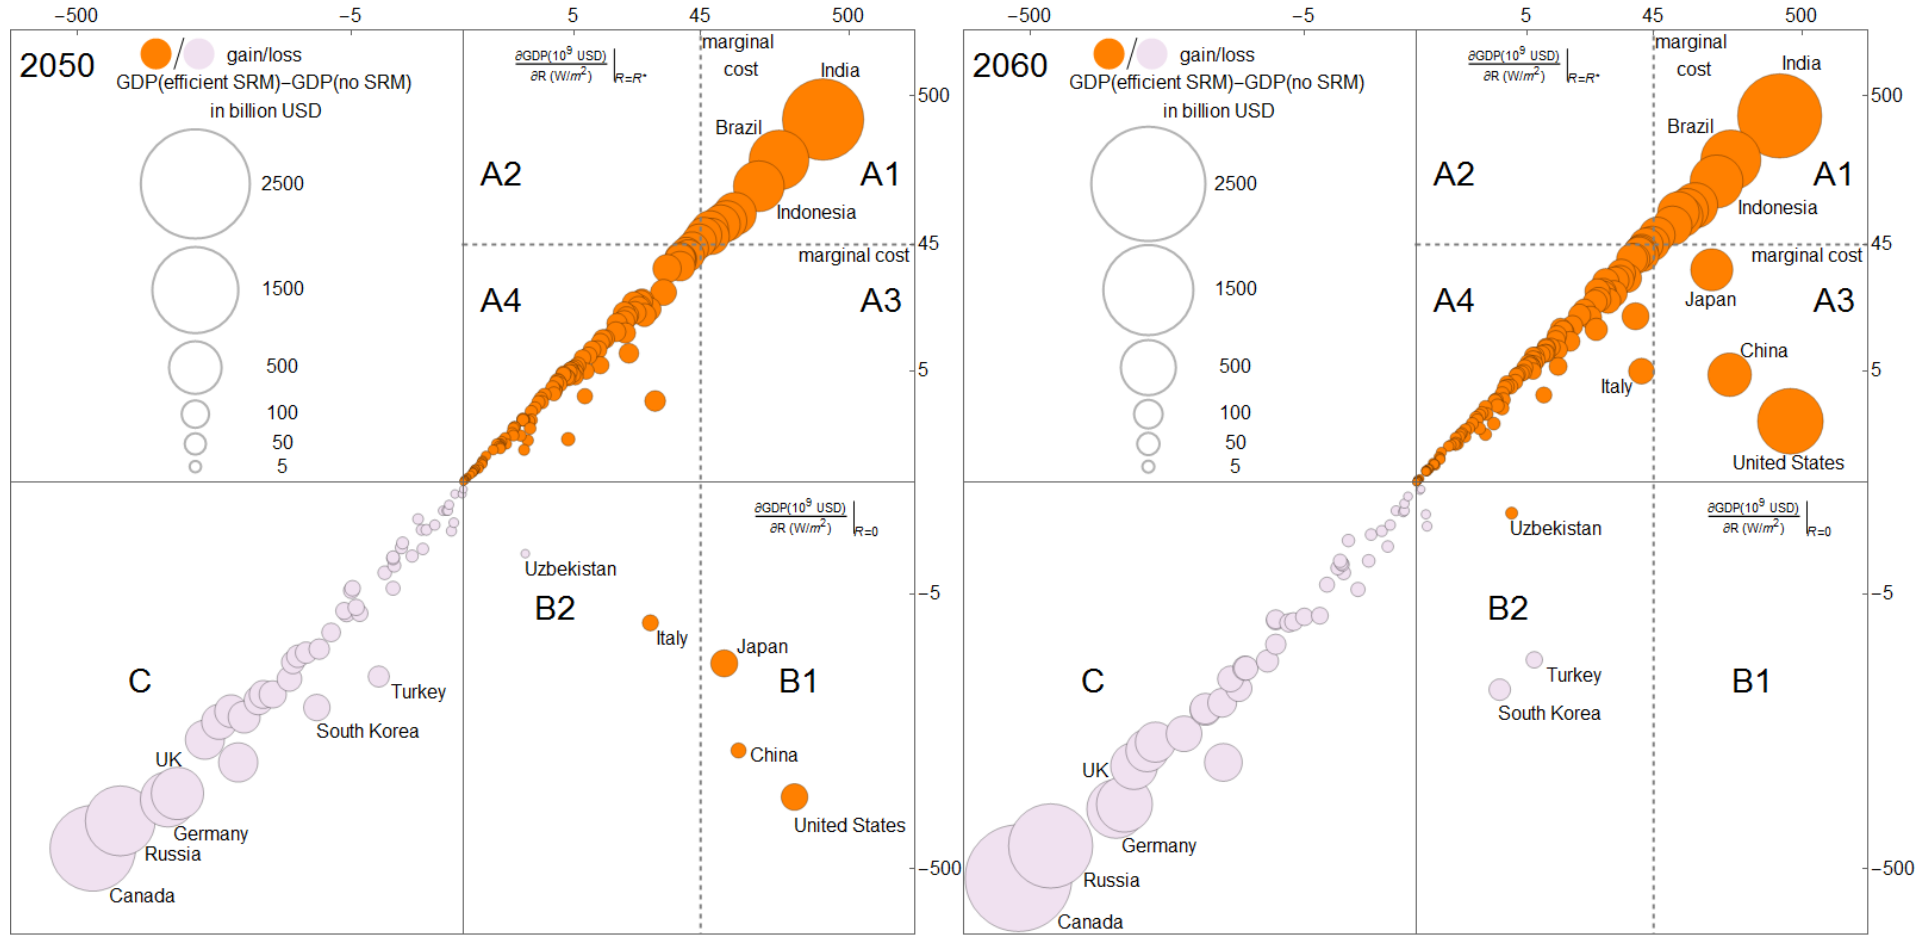 −500 −5 5 45 500
2050
/ gain/loss
GDP(efficient SRM)−GDP(no SRM)
in billion USD
2500
1500
500
100
50
5
∂GDP(10⁹ USD)
∂R (W/m²) |R=R*
marginal
cost
India
Brazil
Indonesia
A2
A1
marginal cost
A4
A3
500
45
5
−5
−500
∂GDP(10⁹ USD)
∂R (W/m²) |R=0
Uzbekistan
B2
Italy
Japan
B1
China
United States
C
Turkey
South Korea
UK
Germany
Russia
Canada
−500 −5 5 45 500
2060
/ gain/loss
GDP(efficient SRM)−GDP(no SRM)
in billion USD
2500
1500
500
100
50
5
∂GDP(10⁹ USD)
∂R (W/m²) |R=R*
marginal
cost
India
Brazil
Indonesia
A2
A1
marginal cost
A4
A3
Japan
China
Italy
United States
500
45
5
−5
−500
∂GDP(10⁹ USD)
∂R (W/m²) |R=0
Uzbekistan
B2
Turkey
South Korea
B1
C
UK
Germany
Russia
Canada